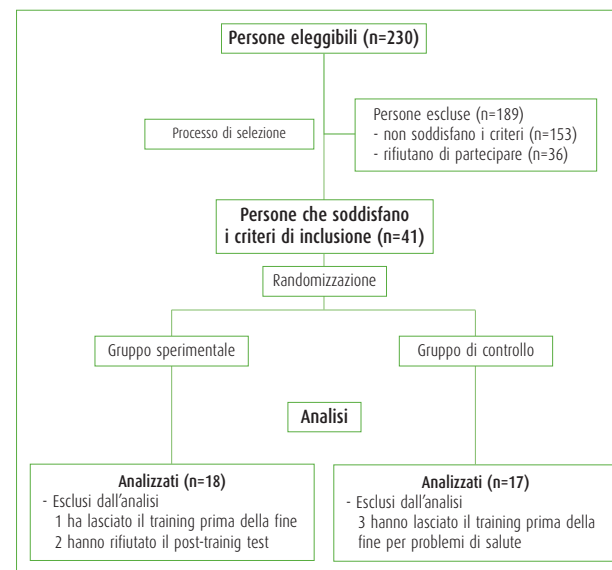 Persone eleggibili (n=230)
Processo di selezione
Persone escluse (n=189)
- non soddisfano i criteri (n=153)
- rifiutano di partecipare (n=36)
Persone che soddisfano
i criteri di inclusione (n=41)
Randomizzazione
Gruppo sperimentale
Gruppo di controllo
Analisi
Analizzati (n=18)
- Esclusi dall'analisi
1 ha lasciato il training prima della fine
2 hanno rifiutato il post-trainig test
Analizzati (n=17)
- Esclusi dall'analisi
3 hanno lasciato il training prima della
fine per problemi di salute